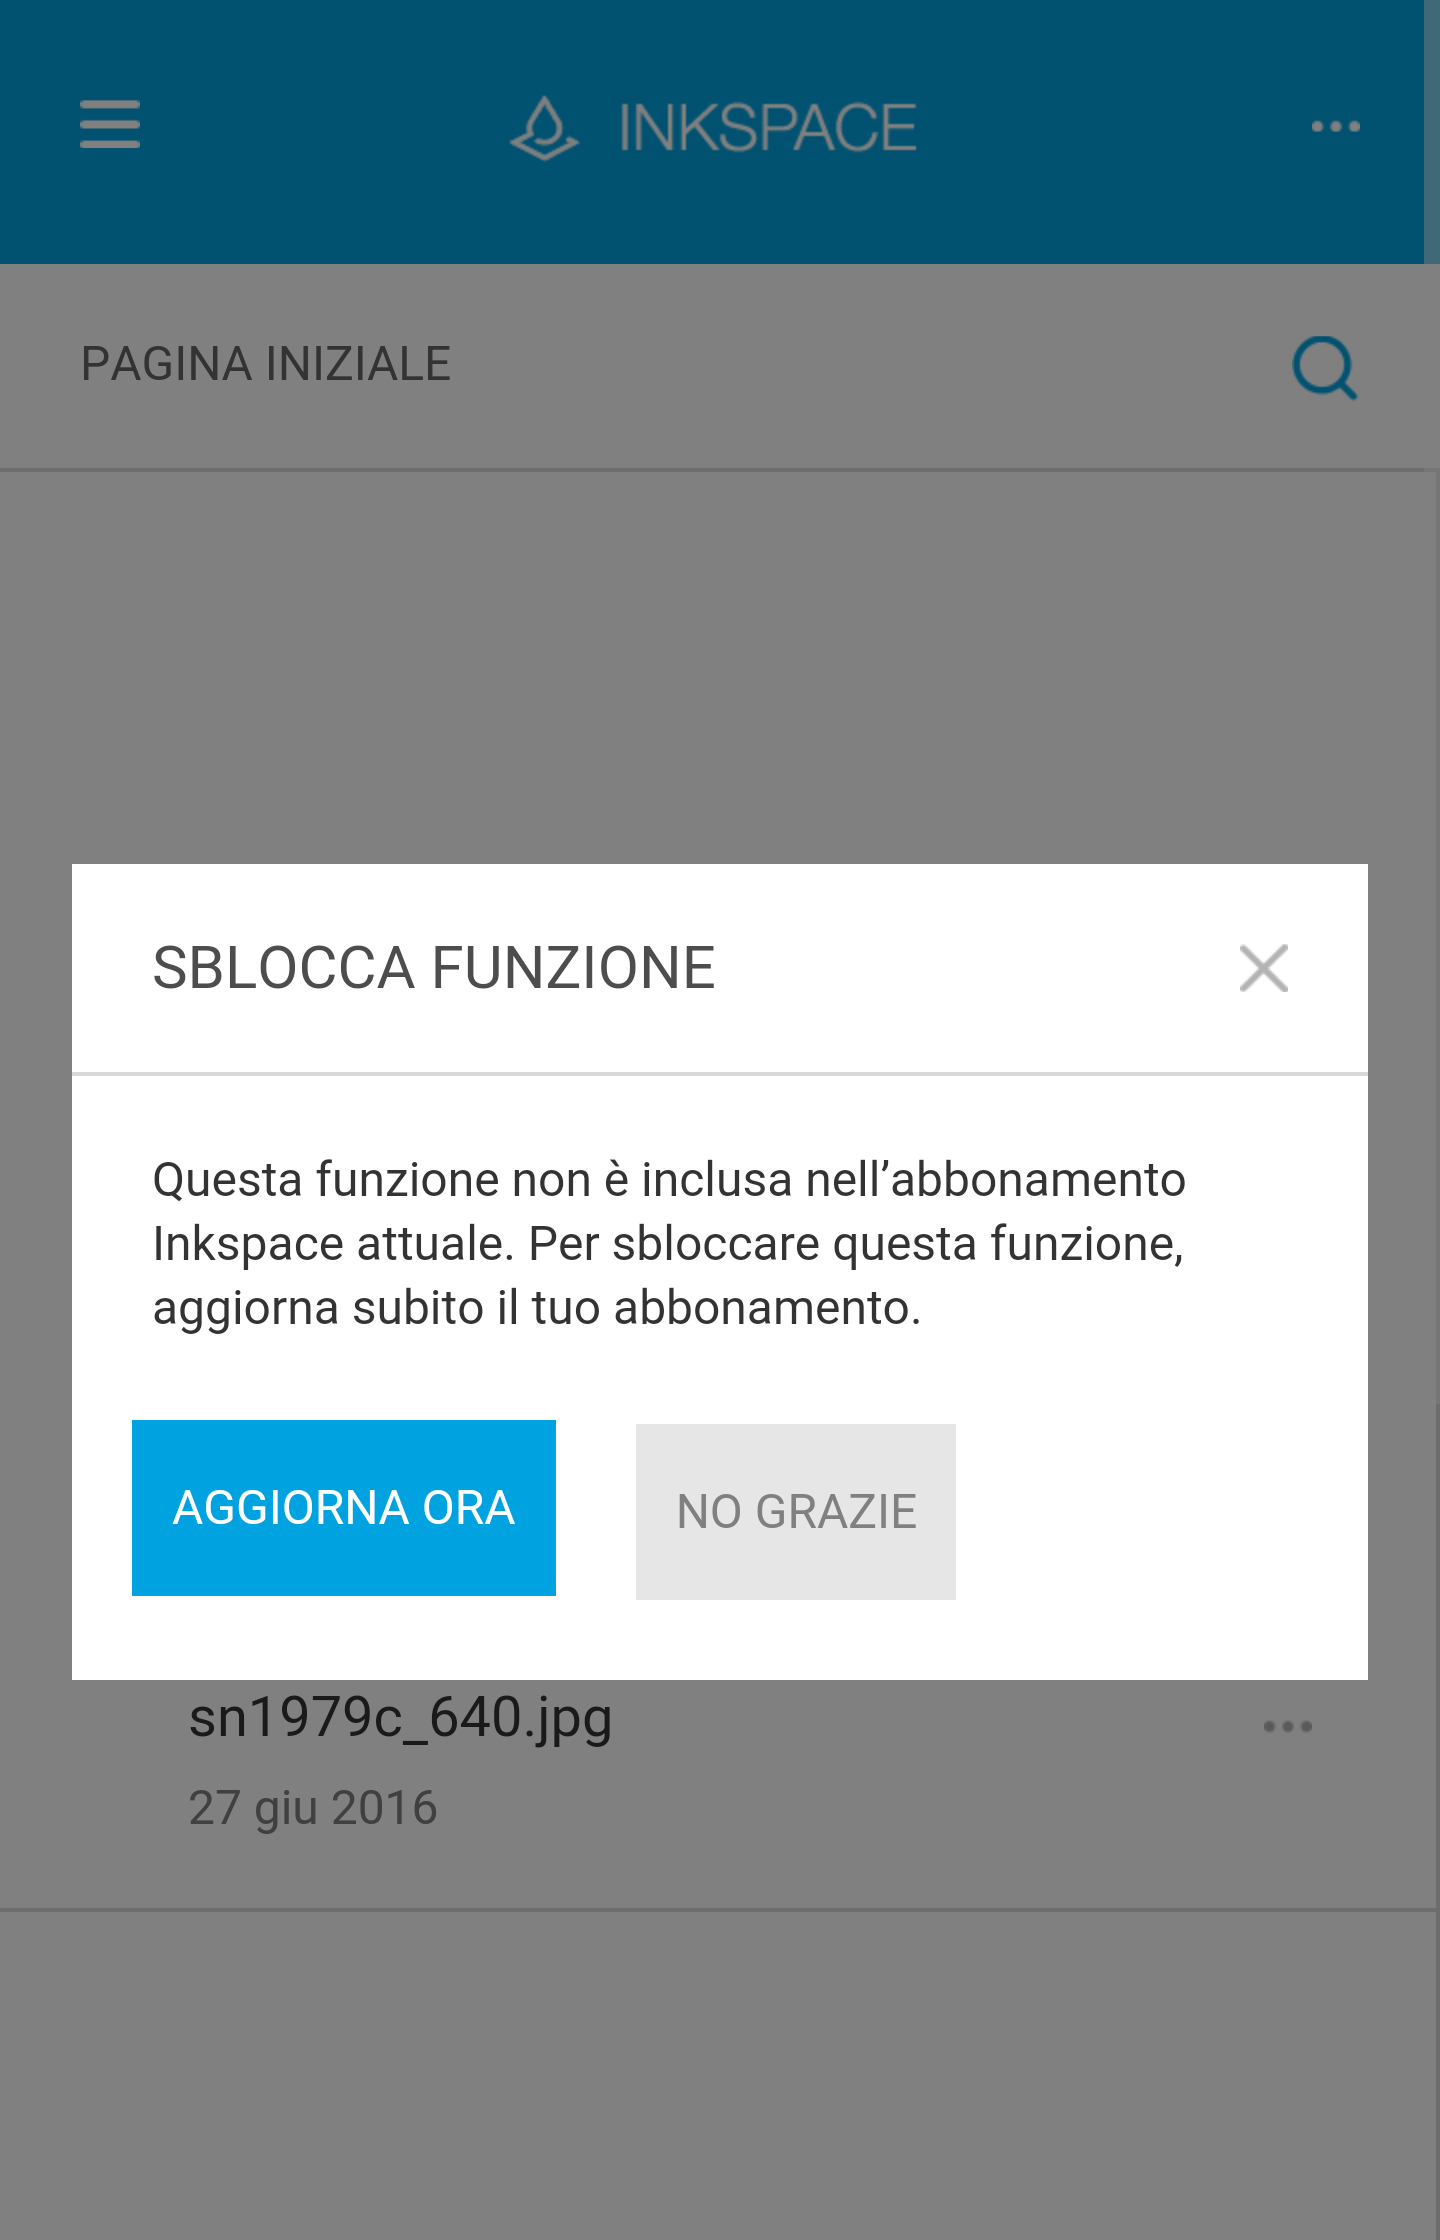 INKSPACE
PAGINA INIZIALE
SBLOCCA FUNZIONE
Questa funzione non è inclusa nell’abbonamento
Inkspace attuale. Per sbloccare questa funzione,
aggiorna subito il tuo abbonamento.
AGGIORNA ORA
NO GRAZIE
sn1979c_640.jpg
27 giu 2016